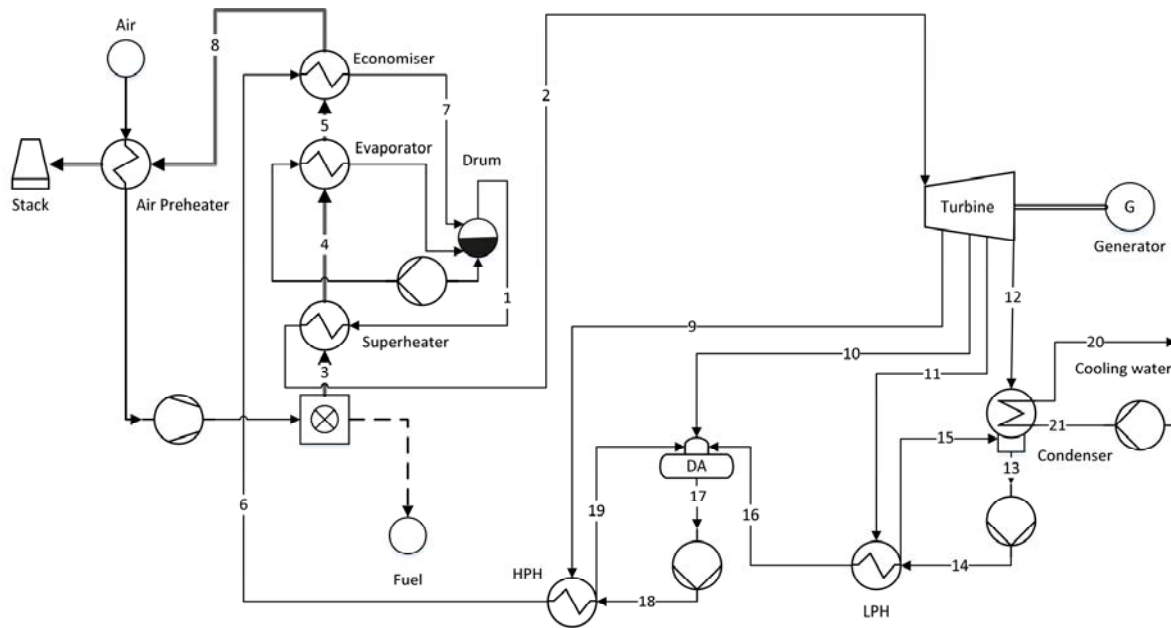 Air
8
Economiser
2
7
5
Evaporator
Drum
Stack
Air Preheater
Turbine
G
Generator
4
1
12
Superheater
9
10
20
3
11
Cooling water
21
15
Condenser
DA
13
6
17
19
16
Fuel
HPH
14
18
LPH